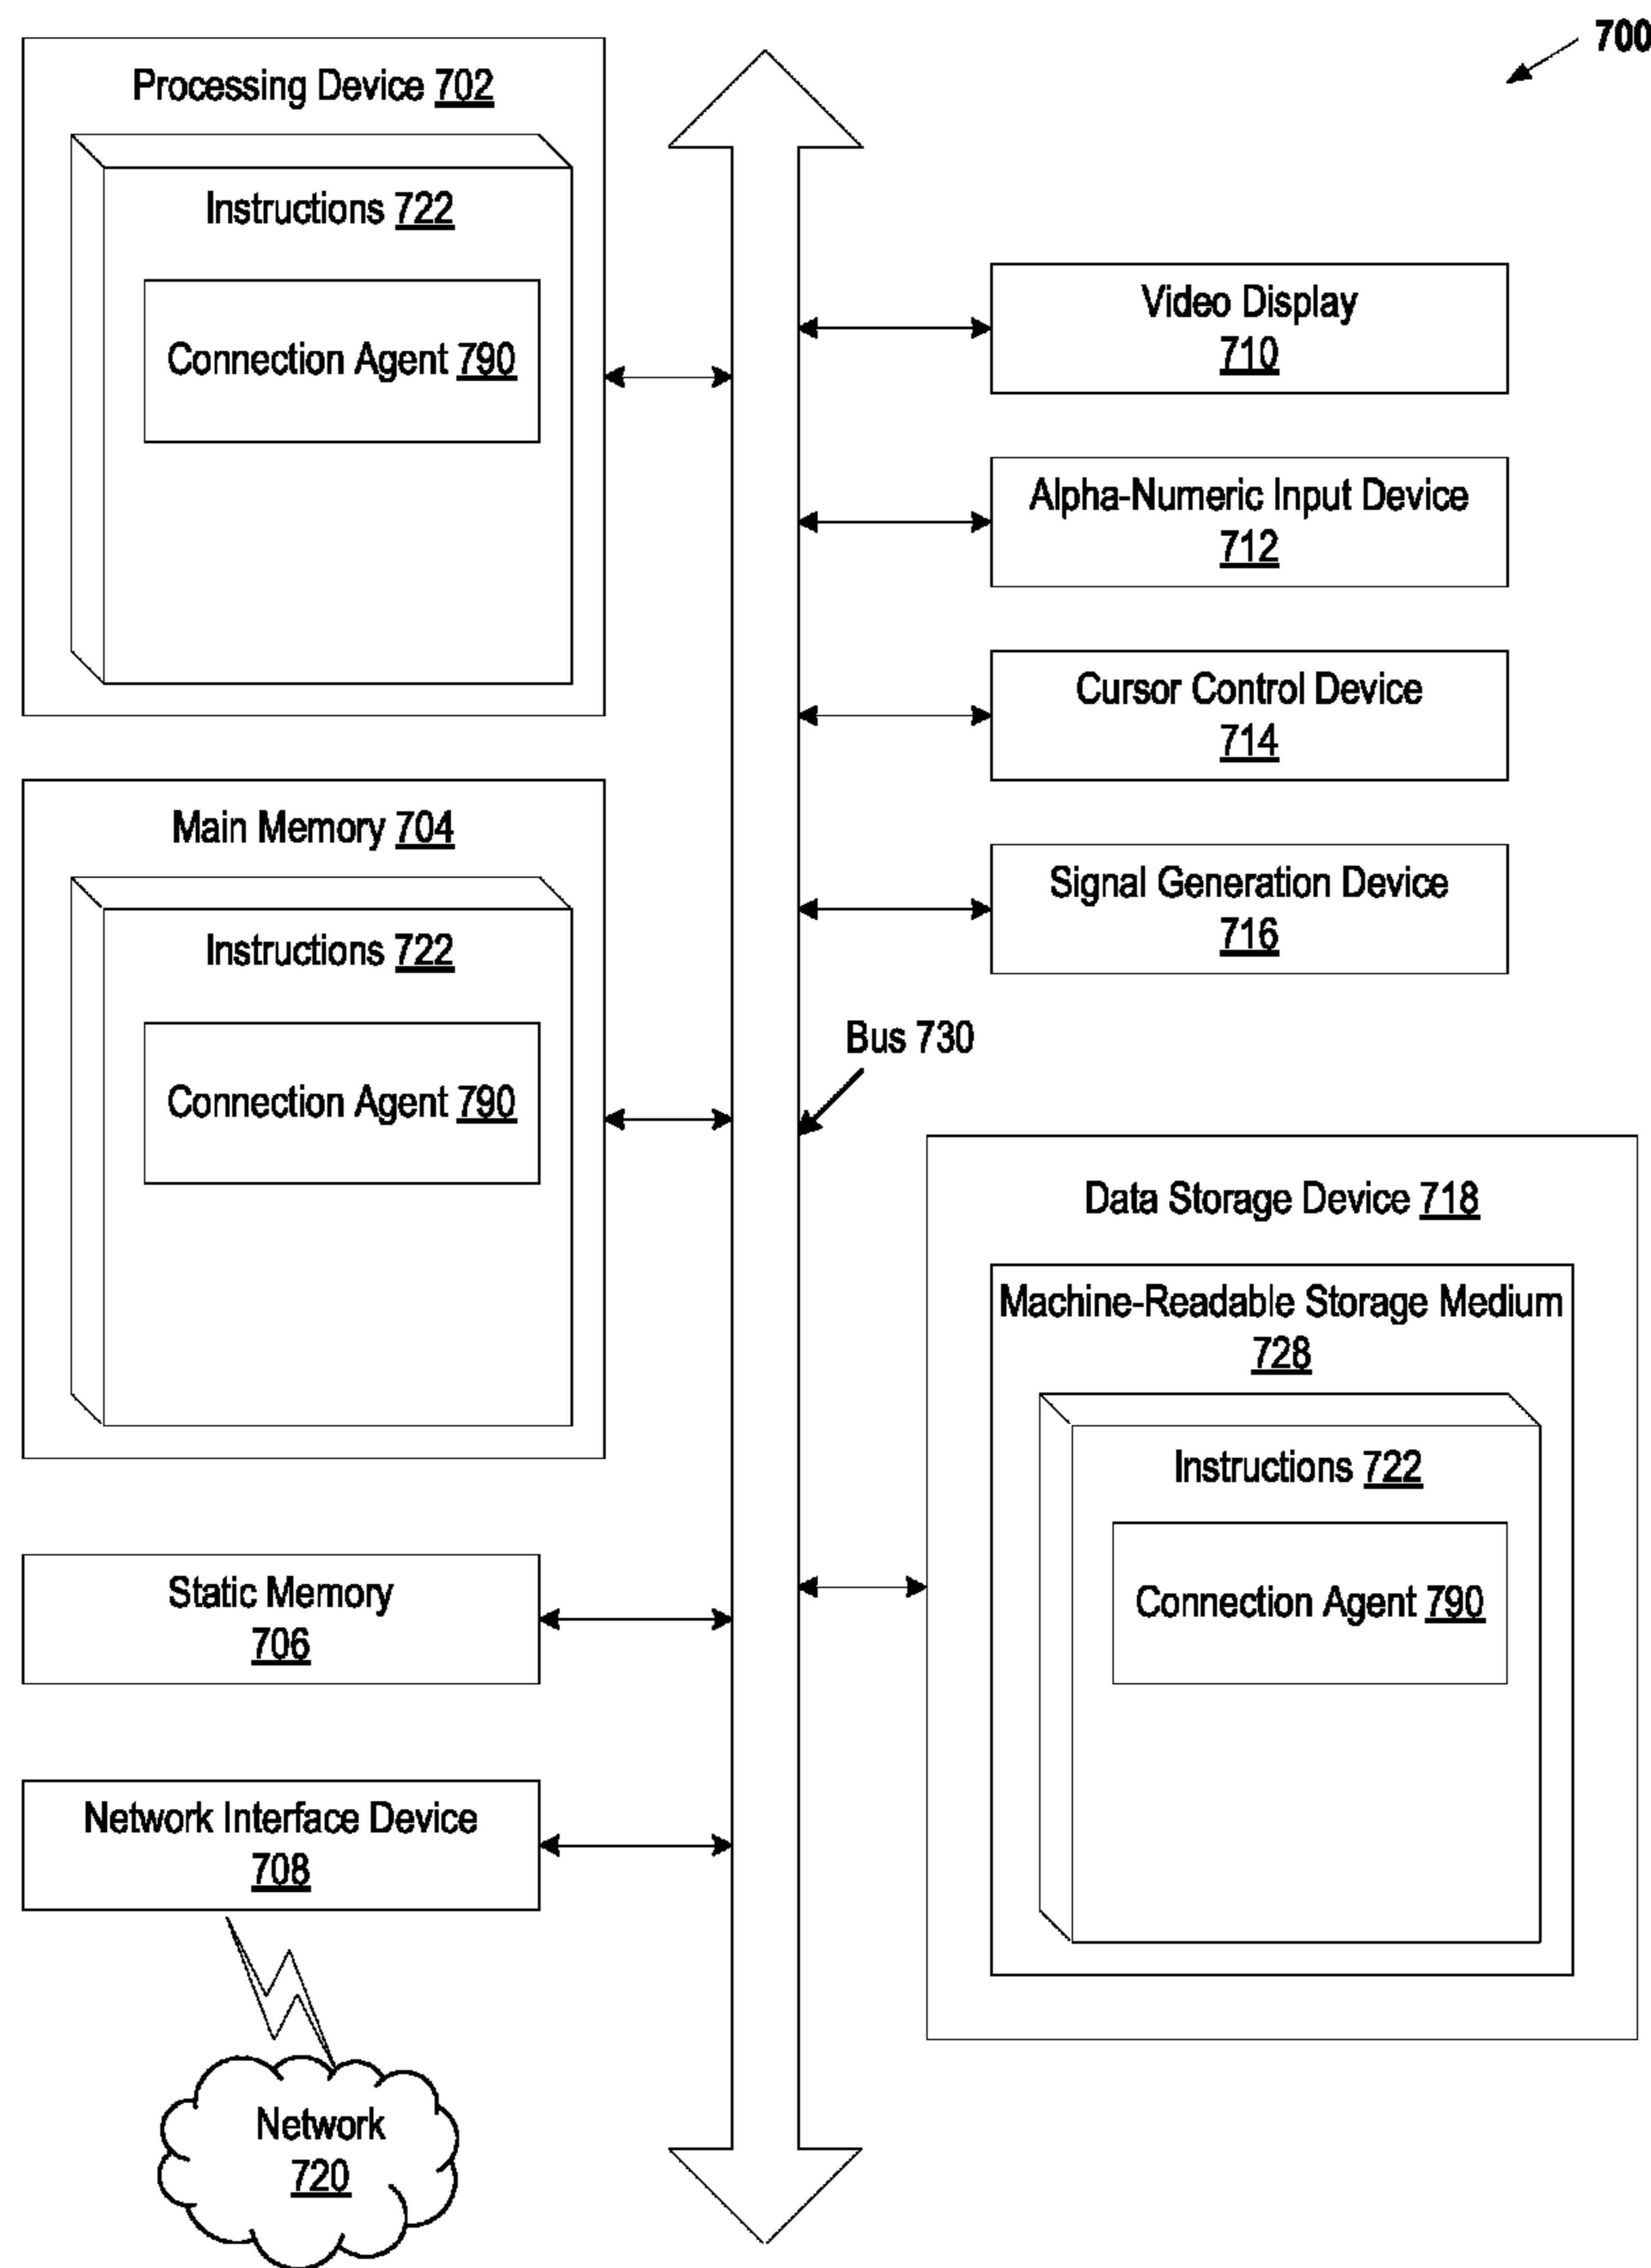 700
Processing Device 702
Instructions 722
Connection Agent 790
Main Memory 704
Instructions 722
Connection Agent 790
Static Memory
706
Network Interface Device
708
Network
720
Video Display
710
Alpha-Numeric Input Device
712
Cursor Control Device
714
Signal Generation Device
716
Bus 730
Data Storage Device 718
Machine-Readable Storage Medium
728
Instructions 722
Connection Agent 790